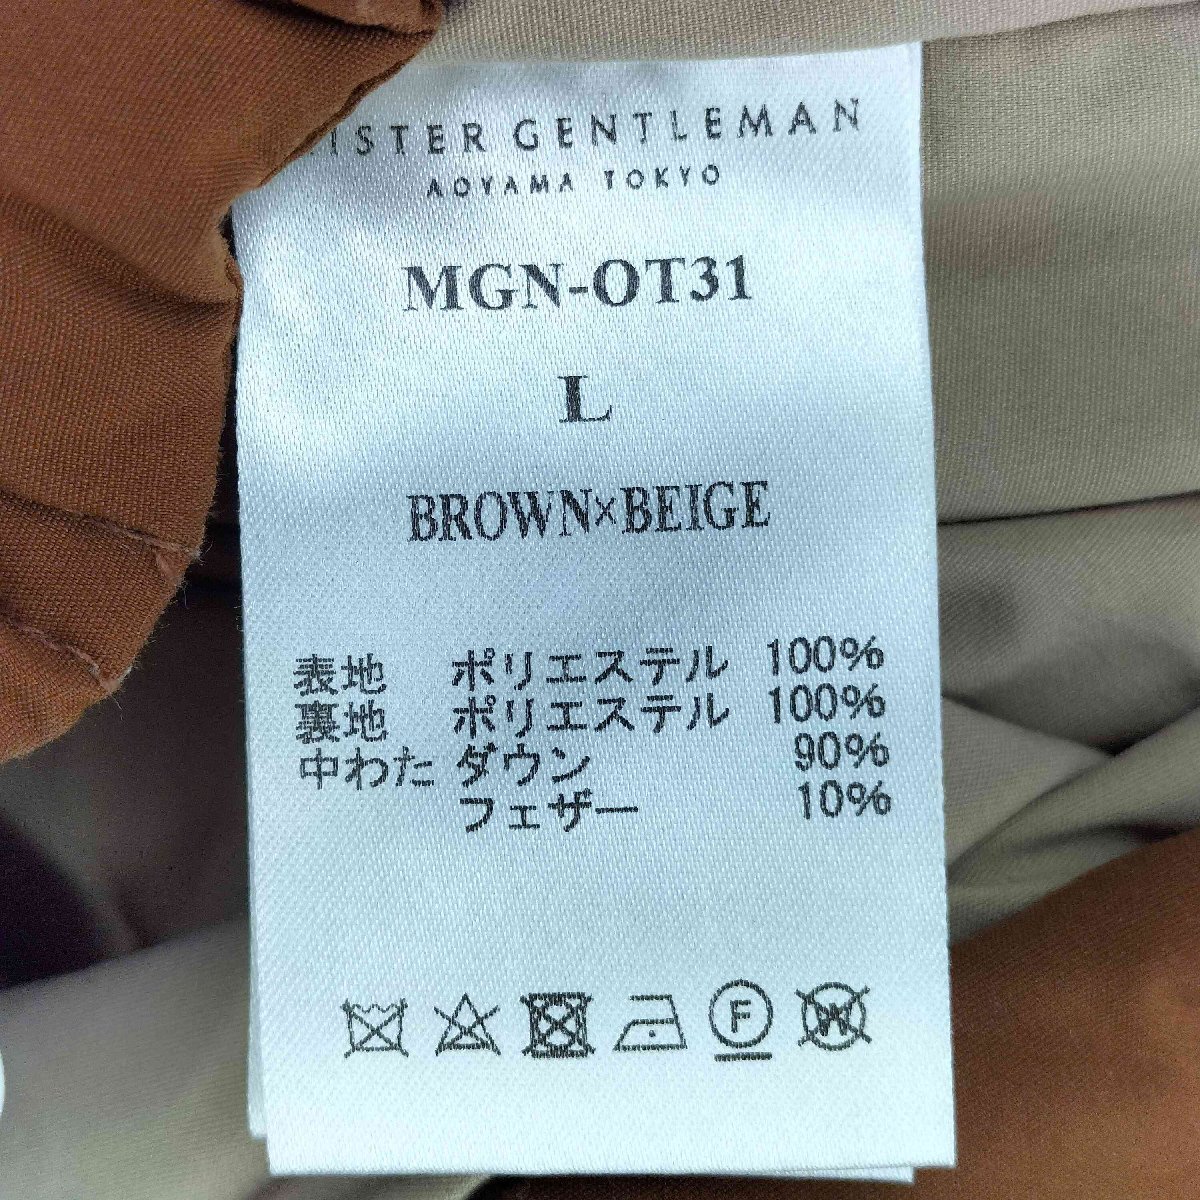 GENTLEMAN
AOYAMA TOKYO
MGN-OT31
L
BROWN×BEIGE
表地 ポリエステル 100%
裏地 ポリエステル 100%
中わた ダウン 90%
フェザー 10%
F
W